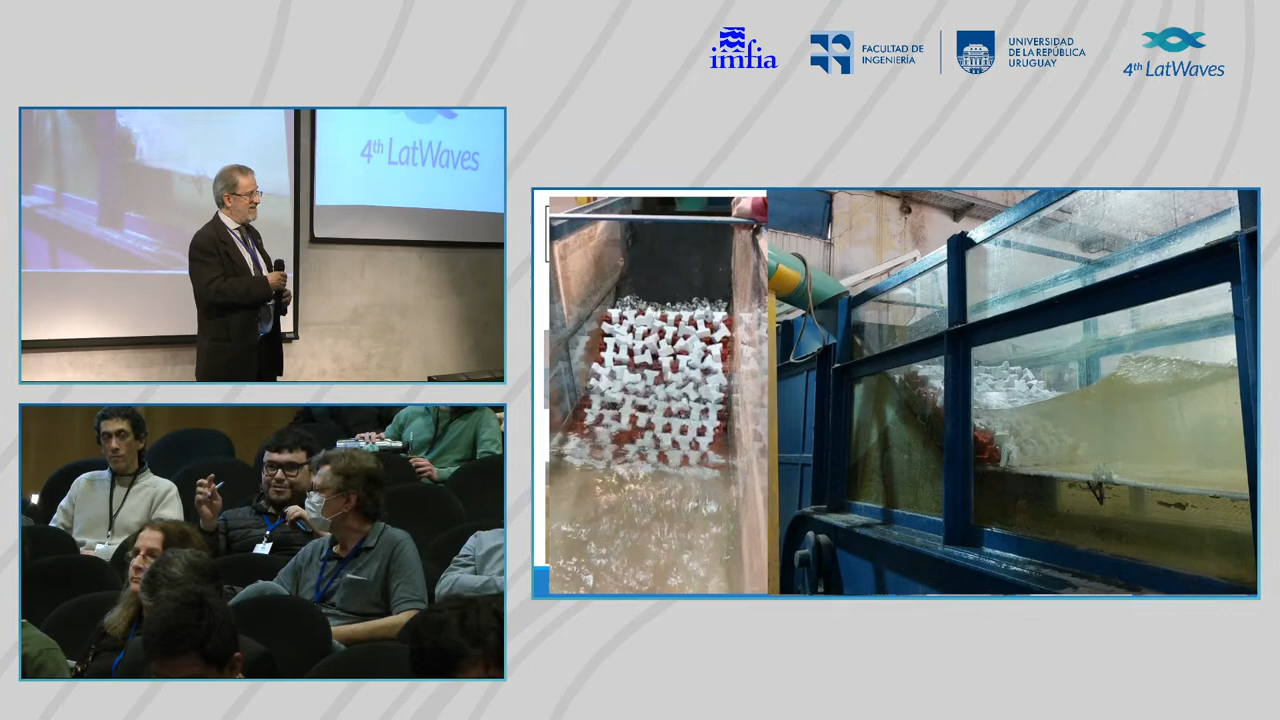 imfia
FACULTAD DE
INGENIERÍA
UNIVERSIDAD
DE LA REPÚBLICA
URUGUAY
4th LatWaves
4th LatWaves